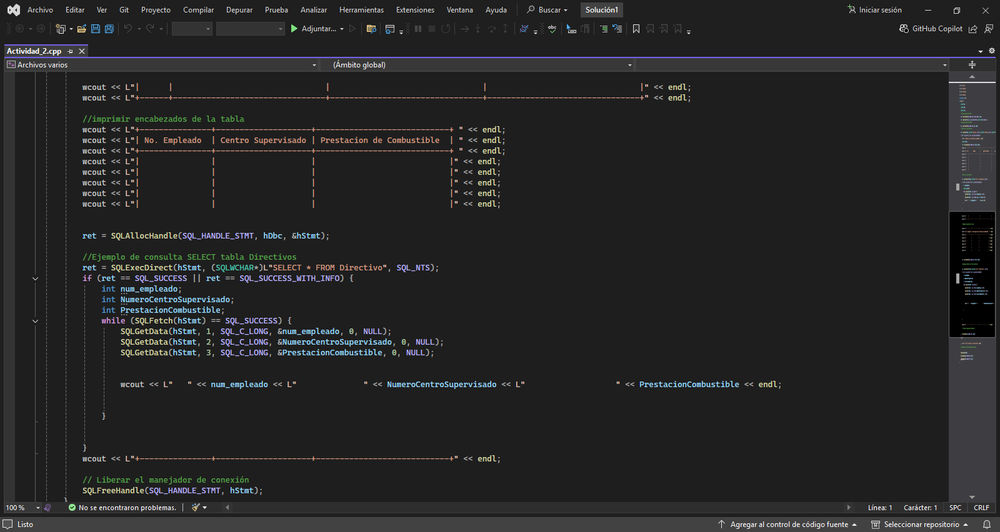 Archivo Editar Ver Git Proyecto Compilar Depurar Prueba Analizar Herramientas Extensiones Ventana Ayuda Buscar Solución1 Iniciar sesión
Adjuntar... GitHub Copilot
Actividad_2.cpp
Archivos varios (Ámbito global)
wcout << L"|      |                                |                                |                                |" << endl;
wcout << L"+------+--------------------------------+--------------------------------+--------------------------------+" << endl;
//imprimir encabezados de la tabla
wcout << L"+---------------+--------------------+----------------------------+ " << endl;
wcout << L"| No. Empleado  | Centro Supervisado | Prestacion de Combustible  | " << endl;
wcout << L"+---------------+--------------------+----------------------------+ " << endl;
wcout << L"|               |                    |                            |" << endl;
wcout << L"|               |                    |                            |" << endl;
wcout << L"|               |                    |                            |" << endl;
wcout << L"|               |                    |                            |" << endl;
wcout << L"|               |                    |                            |" << endl;
ret = SQLAllocHandle(SQL_HANDLE_STMT, hDbc, &hStmt);
//Ejemplo de consulta SELECT tabla Directivos
ret = SQLExecDirect(hStmt, (SQLWCHAR*)L"SELECT * FROM Directivo", SQL_NTS);
if (ret == SQL_SUCCESS || ret == SQL_SUCCESS_WITH_INFO) {
int num_empleado;
int NumeroCentroSupervisado;
int PrestacionCombustible;
while (SQLFetch(hStmt) == SQL_SUCCESS) {
SQLGetData(hStmt, 1, SQL_C_LONG, &num_empleado, 0, NULL);
SQLGetData(hStmt, 2, SQL_C_LONG, &NumeroCentroSupervisado, 0, NULL);
SQLGetData(hStmt, 3, SQL_C_LONG, &PrestacionCombustible, 0, NULL);
wcout << L"   " << num_empleado << L"              " << NumeroCentroSupervisado << L"                   " << PrestacionCombustible << endl;
}
}
wcout << L"+---------------+--------------------+----------------------------+" << endl;
// Liberar el manejador de conexión
SQLFreeHandle(SQL_HANDLE_STMT, hStmt);
}
100 % No se encontraron problemas. Línea: 1 Carácter: 1 SPC CRLF
Listo Agregar al control de código fuente Seleccionar repositorio